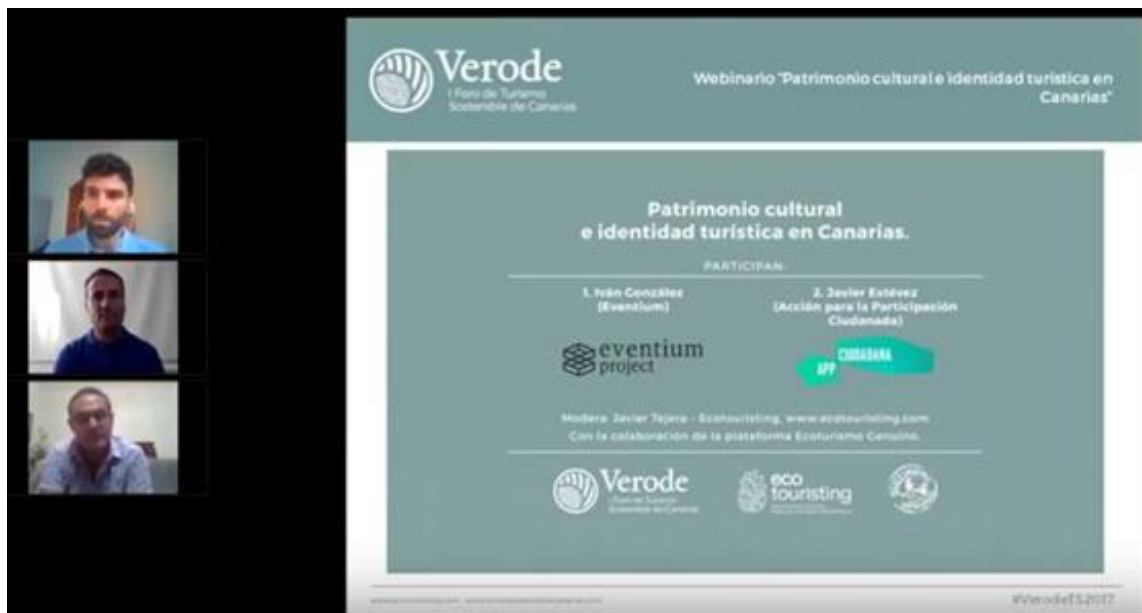 Verode
I Foro de Turismo
Sostenible de Canarias
Webinario "Patrimonio cultural e identidad turística en
Canarias"
Patrimonio cultural
e identidad turística en Canarias.
PARTICIPAN:
1. Iván González
(Eventium)
2. Javier Estévez
(Acción para la Participación
Ciudanada)
eventium
project
APP
CIUDADANA
Modera: Javier Tejera - Ecotouristing, www.ecotouristing.com
Con la colaboración de la plataforma Ecoturismo Genuino.
Verode
I Foro de Turismo
Sostenible de Canarias
eco
touristing
#VerodeES2017